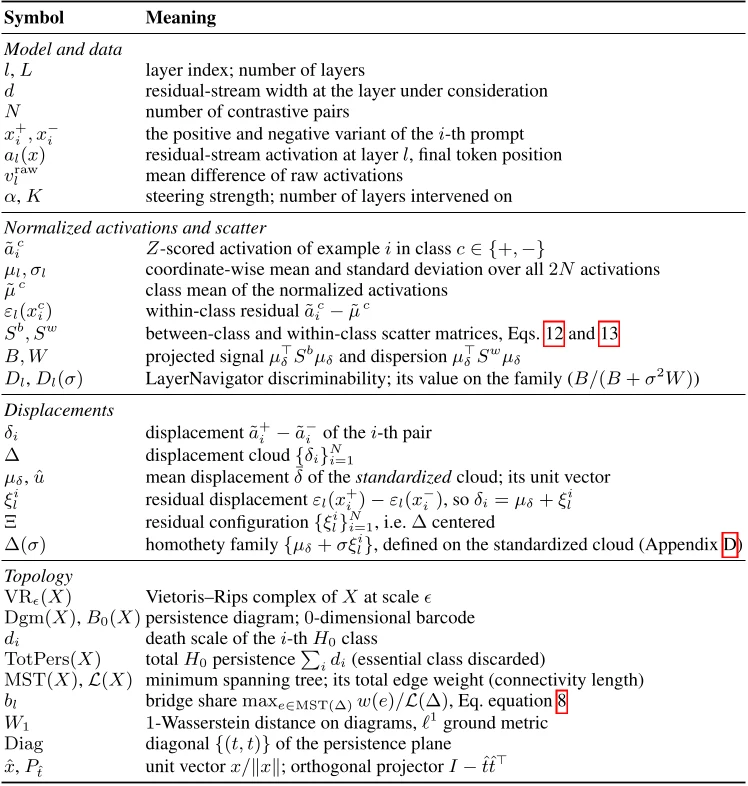 Symbol Meaning
Model and data
l, L layer index; number of layers
d residual-stream width at the layer under consideration
N number of contrastive pairs
x_i^+, x_i^- the positive and negative variant of the i-th prompt
a_l(x) residual-stream activation at layer l, final token position
v_l^raw mean difference of raw activations
α, K steering strength; number of layers intervened on
Normalized activations and scatter
ã_i^c Z-scored activation of example i in class c ∈ {+, −}
μ_l, σ_l coordinate-wise mean and standard deviation over all 2N activations
μ̃^c class mean of the normalized activations
ε_l(x_i^c) within-class residual ã_i^c − μ̃^c
S^b, S^w between-class and within-class scatter matrices, Eqs. 12 and 13
B, W projected signal μ_δ^⊤ S^b μ_δ and dispersion μ_δ^⊤ S^w μ_δ
D_l, D_l(σ) LayerNavigator discriminability; its value on the family (B/(B + σ²W))
Displacements
δ_i displacement ã_i^+ − ã_i^- of the i-th pair
Δ displacement cloud {δ_i}_{i=1}^N
μ_δ, û mean displacement δ̄ of the standardized cloud; its unit vector
ξ_l^i residual displacement ε_l(x_i^+) − ε_l(x_i^-), so δ_i = μ_δ + ξ_l^i
Ξ residual configuration {ξ_l^i}_{i=1}^N, i.e. Δ centered
Δ(σ) homothety family {μ_δ + σξ_l^i}, defined on the standardized cloud (Appendix D)
Topology
VR_ϵ(X) Vietoris–Rips complex of X at scale ϵ
Dgm(X), B_0(X) persistence diagram; 0-dimensional barcode
d_i death scale of the i-th H_0 class
TotPers(X) total H_0 persistence ∑_i d_i (essential class discarded)
MST(X), ℒ(X) minimum spanning tree; its total edge weight (connectivity length)
b_l bridge share max_{e∈MST(Δ)} w(e)/ℒ(Δ), Eq. equation 8
W_1 1-Wasserstein distance on diagrams, ℓ^1 ground metric
Diag diagonal {(t, t)} of the persistence plane
x̂, P_t̂ unit vector x/‖x‖; orthogonal projector I − t̂t̂^⊤